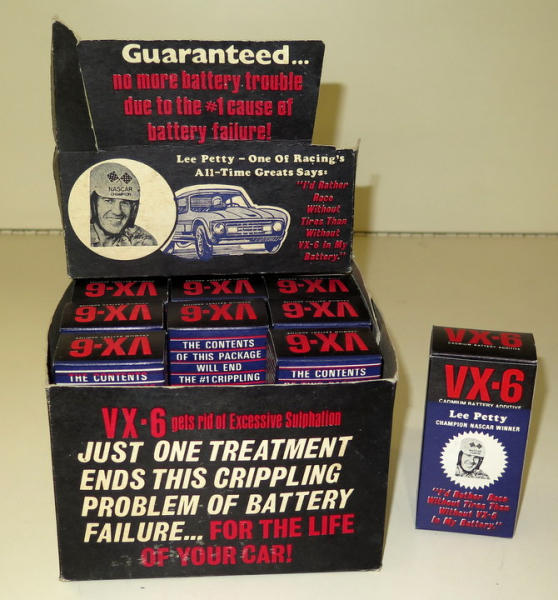 Guaranteed...
no more battery trouble
due to the #1 cause of
battery failure!
Lee Petty - One Of Racing's
All-Time Greats Says:
"I'd Rather
Race
Without
Tires Than
Without
VX-6 In My
Battery."
NASCAR
CHAMPION
VX-6
VX-6
VX-6
VX-6
VX-6
VX-6
VX-6
VX-6
VX-6
THE CONTENTS
THE CONTENTS
OF THIS PACKAGE
WILL END
THE #1 CRIPPLING
THE CONTENTS
VX-6 gets rid of Excessive Sulphation
JUST ONE TREATMENT
ENDS THIS CRIPPLING
PROBLEM OF BATTERY
FAILURE... FOR THE LIFE
OF YOUR CAR!
VX-6
CADMIUM BATTERY ADDITIVE
Lee Petty
CHAMPION NASCAR WINNER
"I'd Rather Race
Without Tires Than
Without VX-6
In My Battery."